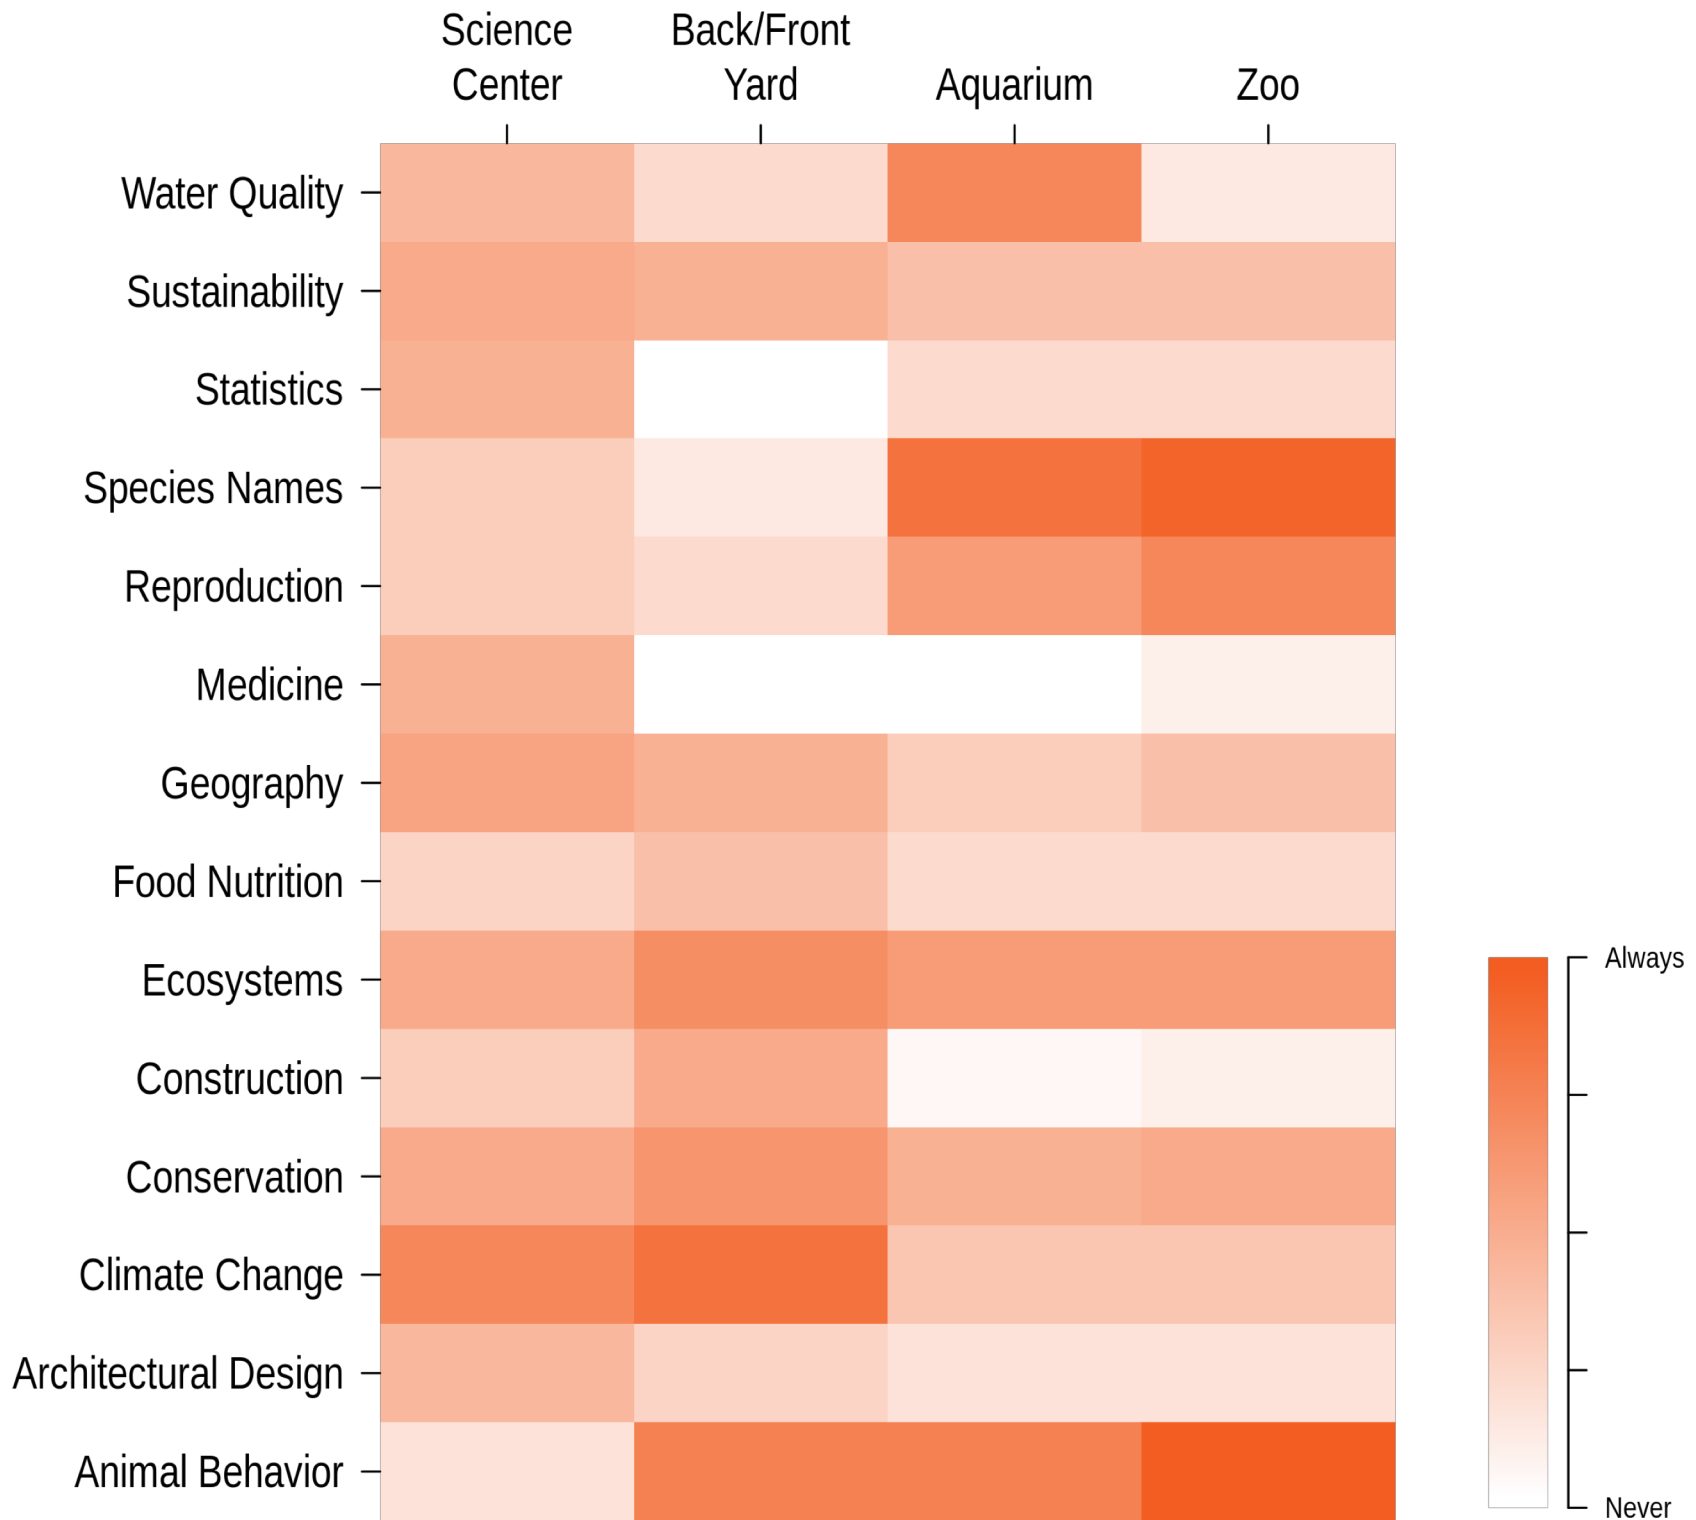 Science
Center
Back/Front
Yard
Aquarium
Zoo
Water Quality
Sustainability
Statistics
Species Names
Reproduction
Medicine
Geography
Food Nutrition
Ecosystems
Construction
Conservation
Climate Change
Architectural Design
Animal Behavior
Always
Never